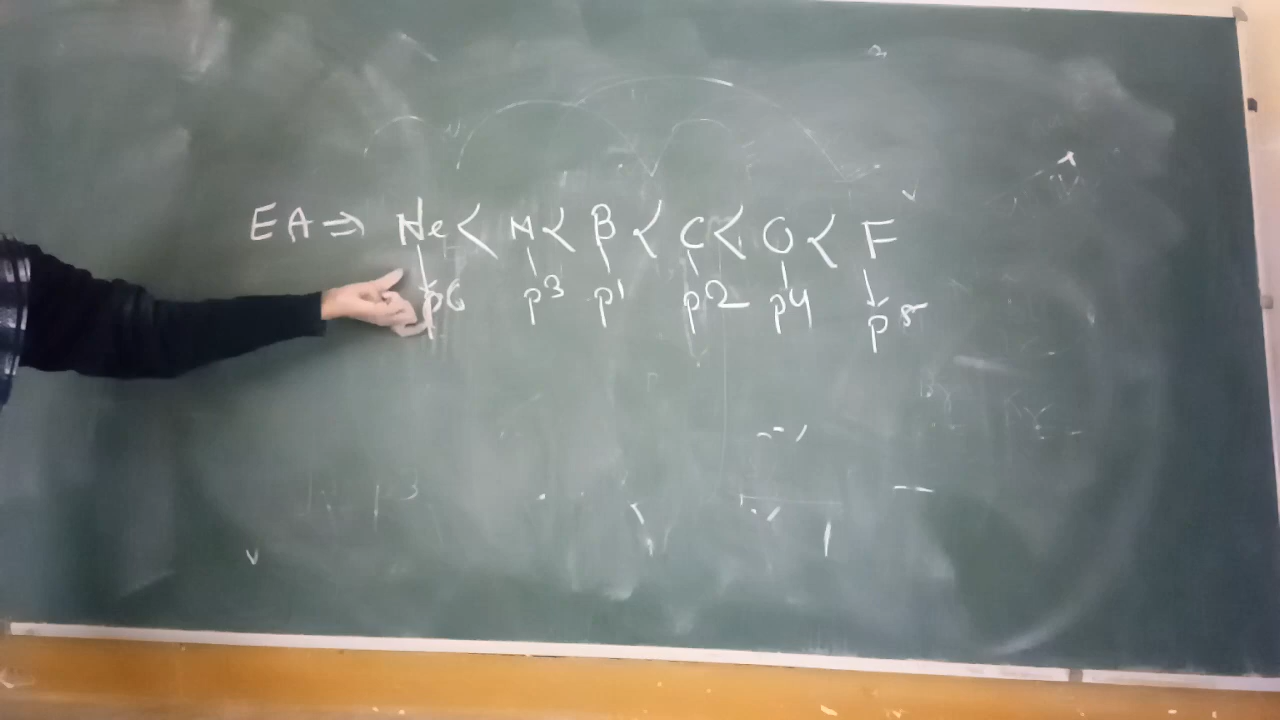 EA ⇒ Ne < N < B < C < O < F
p6 p3 p1 p2 p4 p5